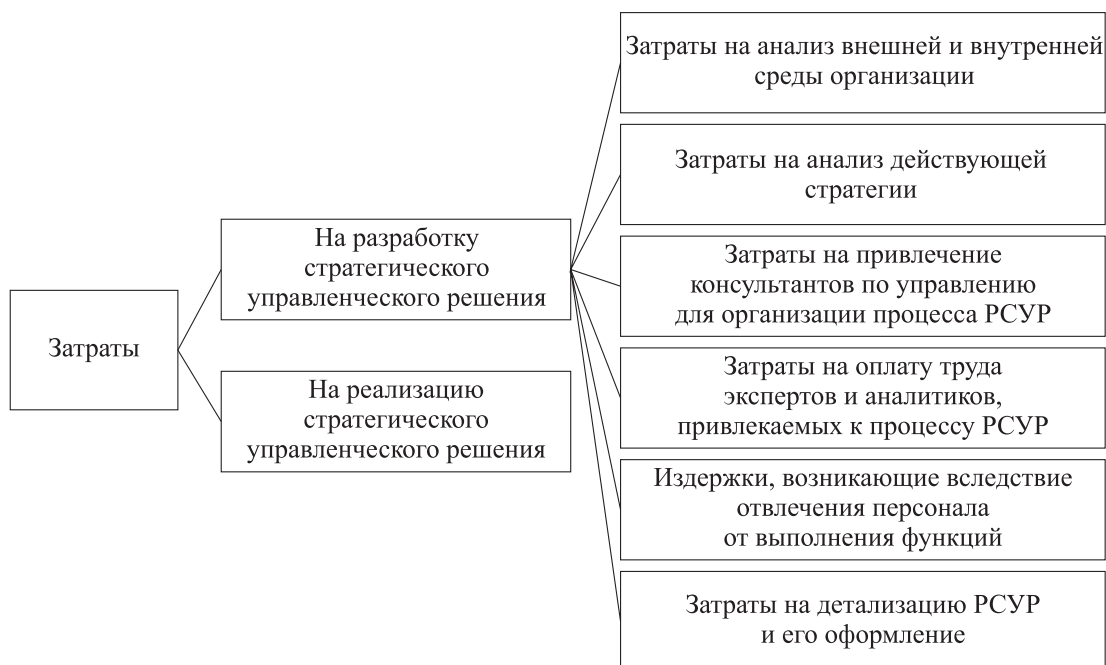 Затраты
На разработку
стратегического
управленческого решения
На реализацию
стратегического
управленческого решения
Затраты на анализ внешней и внутренней
среды организации
Затраты на анализ действующей
стратегии
Затраты на привлечение
консультантов по управлению
для организации процесса РСУР
Затраты на оплату труда
экспертов и аналитиков,
привлекаемых к процессу РСУР
Издержки, возникающие вследствие
отвлечения персонала
от выполнения функций
Затраты на детализацию РСУР
и его оформление